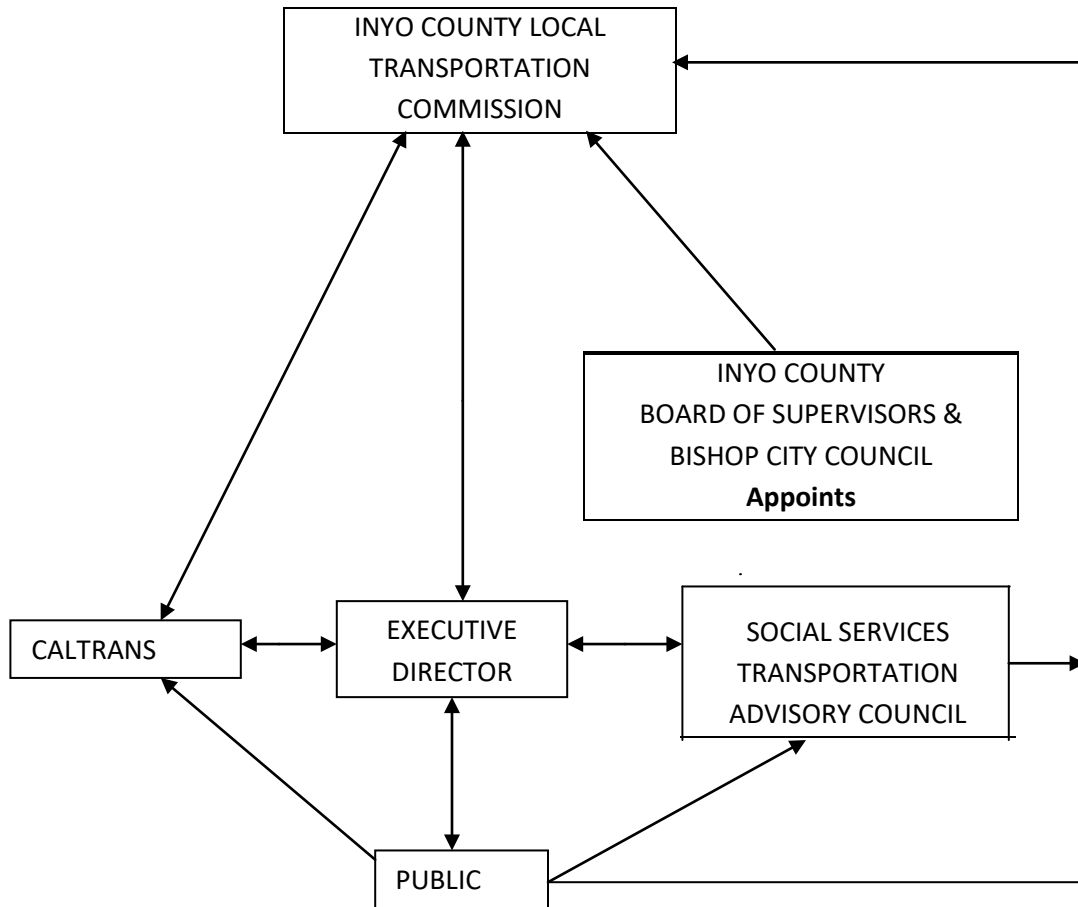 INYO COUNTY LOCAL
TRANSPORTATION
COMMISSION
INYO COUNTY
BOARD OF SUPERVISORS &
BISHOP CITY COUNCIL
Appoints
CALTRANS
EXECUTIVE
DIRECTOR
SOCIAL SERVICES
TRANSPORTATION
ADVISORY COUNCIL
PUBLIC